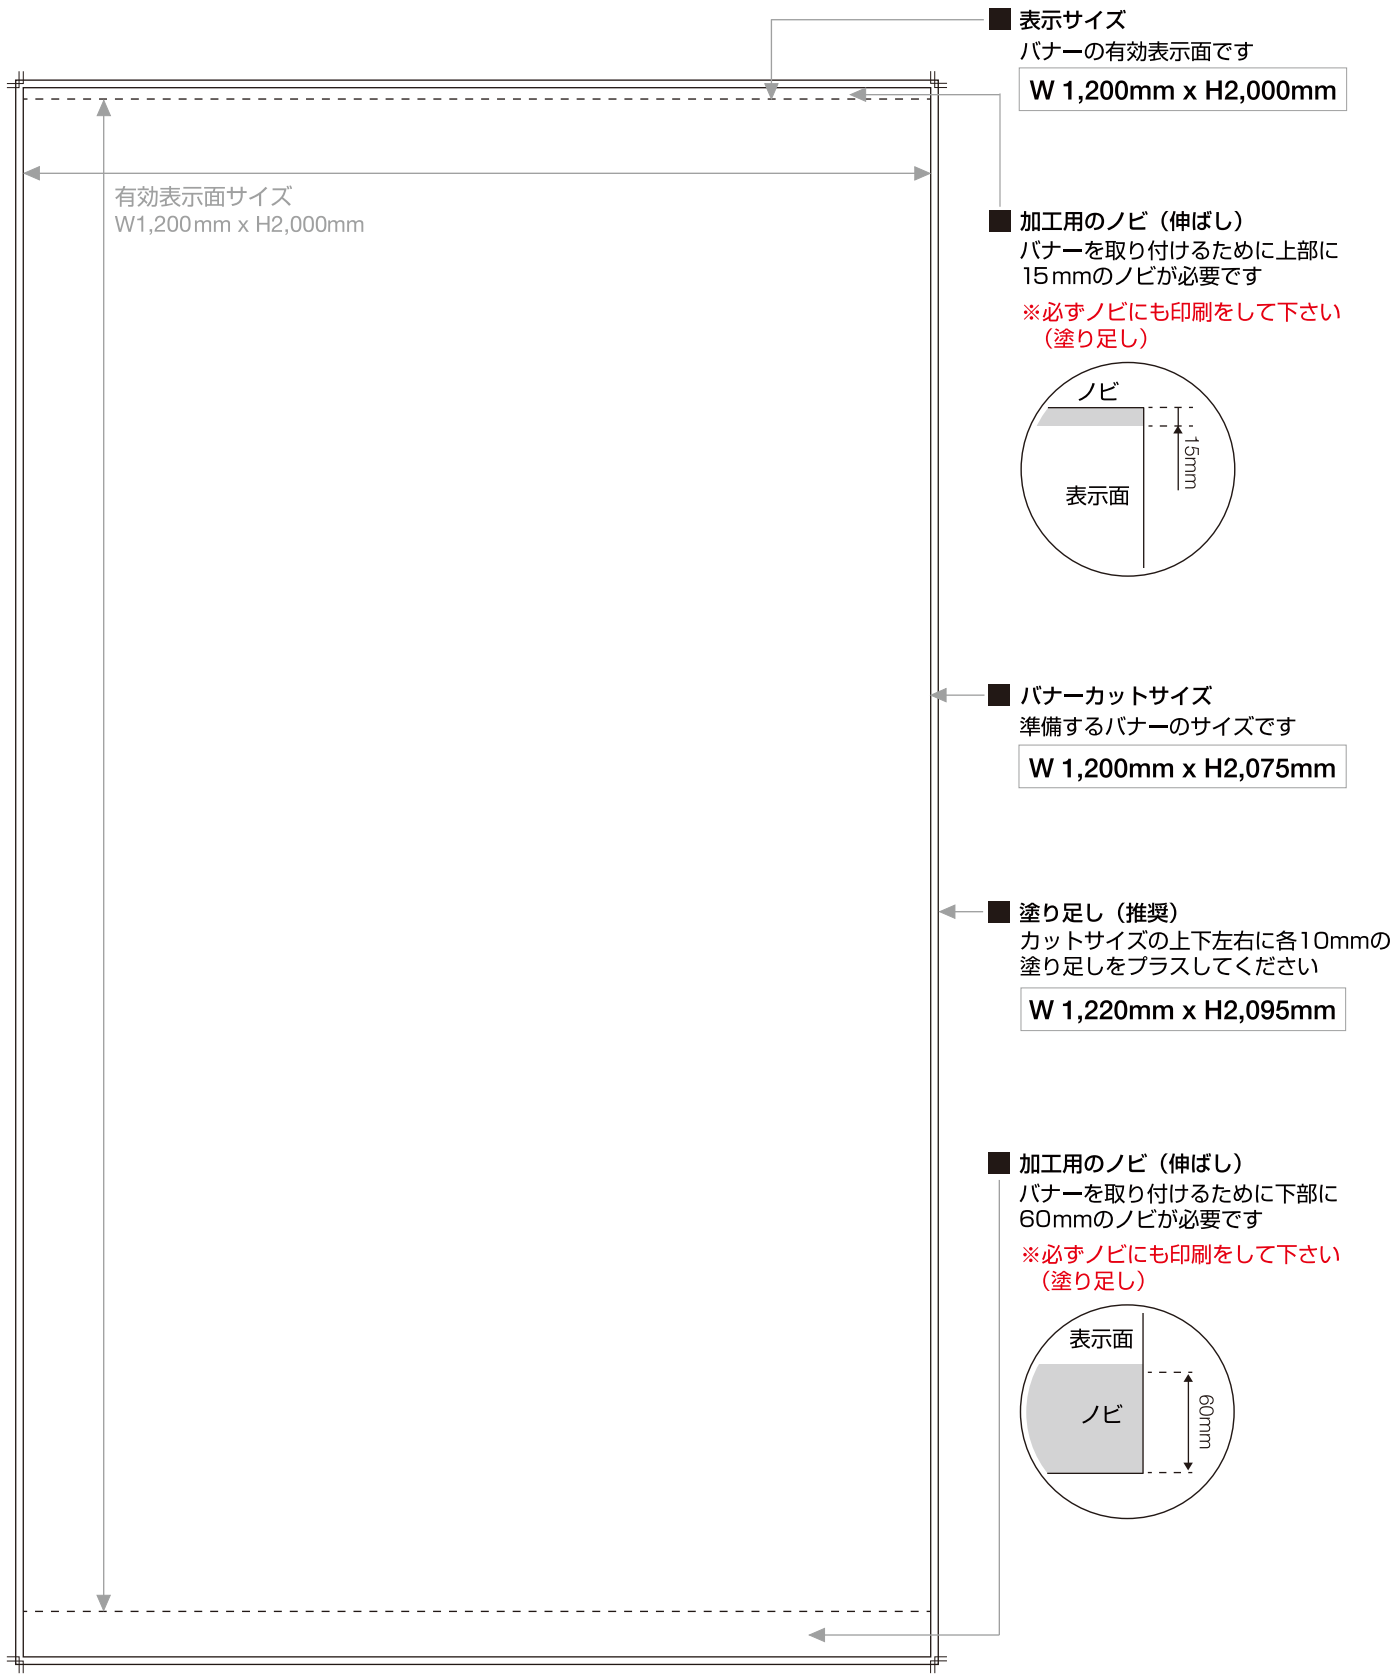 表示サイズ
バナーの有効表示面です
W 1,200mm x H2,000mm
有効表示面サイズ
W1,200mm x H2,000mm
加工用のノビ（伸ばし）
バナーを取り付けるために上部に
15mmのノビが必要です
※必ずノビにも印刷をして下さい
（塗り足し）
ノビ
15mm
表示面
バナーカットサイズ
準備するバナーのサイズです
W 1,200mm x H2,075mm
塗り足し（推奨）
カットサイズの上下左右に各10mmの
塗り足しをプラスしてください
W 1,220mm x H2,095mm
加工用のノビ（伸ばし）
バナーを取り付けるために下部に
60mmのノビが必要です
※必ずノビにも印刷をして下さい
（塗り足し）
表示面
ノビ
60mm